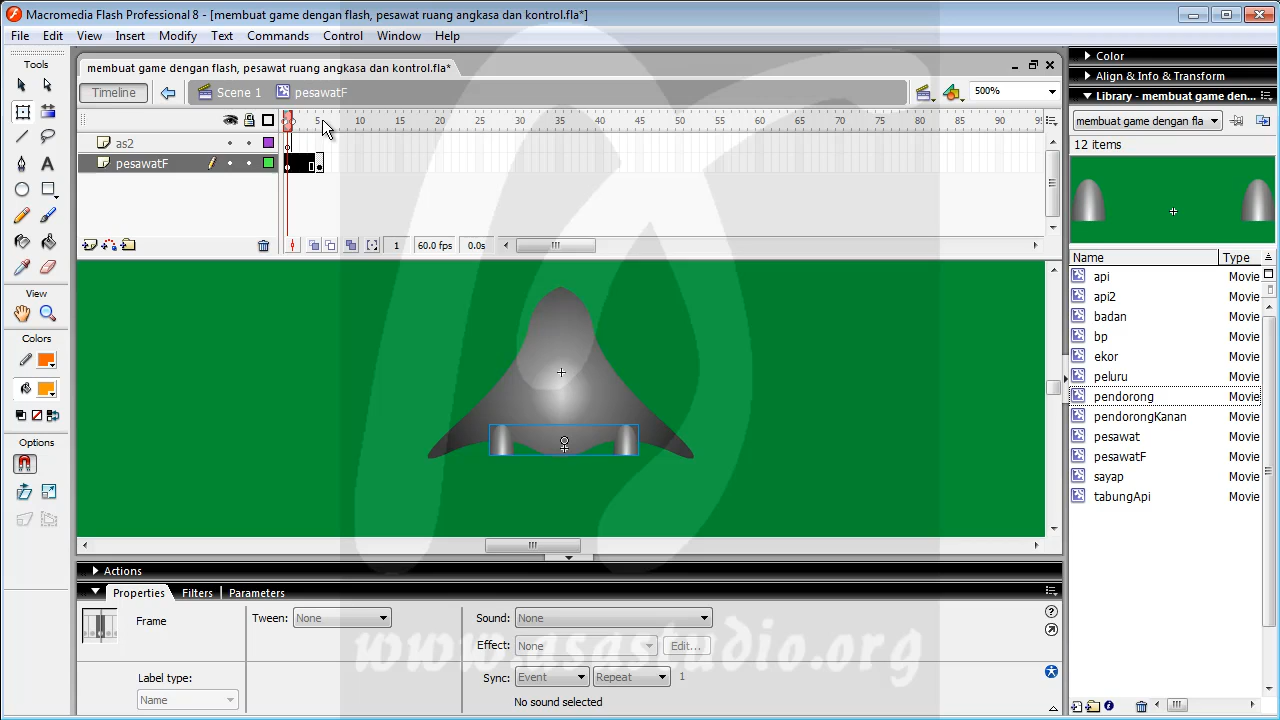 Macromedia Flash Professional 8 - [membuat game dengan flash, pesawat ruang angkasa dan kontrol.fla*]
File Edit View Insert Modify Text Commands Control Window Help
Tools
View
Colors
Options
membuat game dengan flash, pesawat ruang angkasa dan kontrol.fla*
Timeline Scene 1 pesawatF 500%
5 10 15 20 25 30 35 40 45 50 55 60 65 70 75 80 85 90 95
as2
pesawatF
1 60.0 fps 0.0s
Actions
Properties Filters Parameters
Frame
Tween: None
Label type:
Name
Sound: None
Effect: None Edit...
Sync: Event Repeat 1
No sound selected
www.asastudio.org
Color
Align & Info & Transform
Library - membuat game den...
membuat game dengan fla
12 items
Name Type
api Movie
api2 Movie
badan Movie
bp Movie
ekor Movie
peluru Movie
pendorong Movie
pendorongKanan Movie
pesawat Movie
pesawatF Movie
sayap Movie
tabungApi Movie